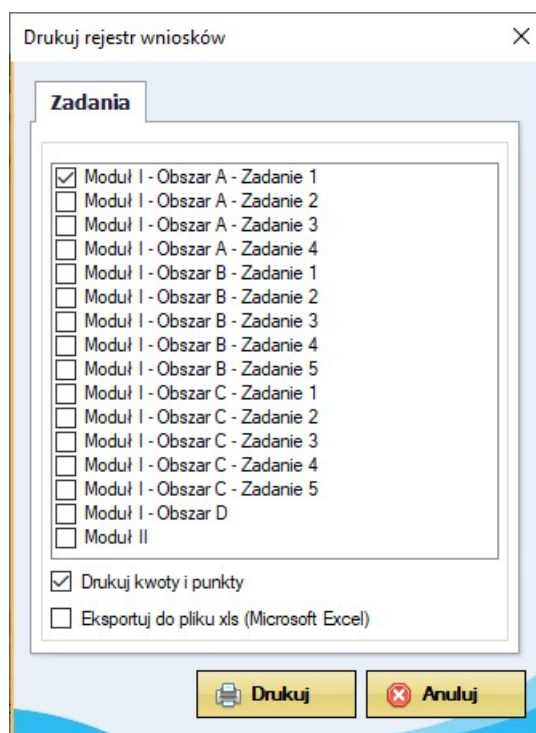 Drukuj rejestr wniosków
Zadania
Moduł I - Obszar A - Zadanie 1
Moduł I - Obszar A - Zadanie 2
Moduł I - Obszar A - Zadanie 3
Moduł I - Obszar A - Zadanie 4
Moduł I - Obszar B - Zadanie 1
Moduł I - Obszar B - Zadanie 2
Moduł I - Obszar B - Zadanie 3
Moduł I - Obszar B - Zadanie 4
Moduł I - Obszar B - Zadanie 5
Moduł I - Obszar C - Zadanie 1
Moduł I - Obszar C - Zadanie 2
Moduł I - Obszar C - Zadanie 3
Moduł I - Obszar C - Zadanie 4
Moduł I - Obszar C - Zadanie 5
Moduł I - Obszar D
Moduł II
Drukuj kwoty i punkty
Eksportuj do pliku xls (Microsoft Excel)
Drukuj Anuluj